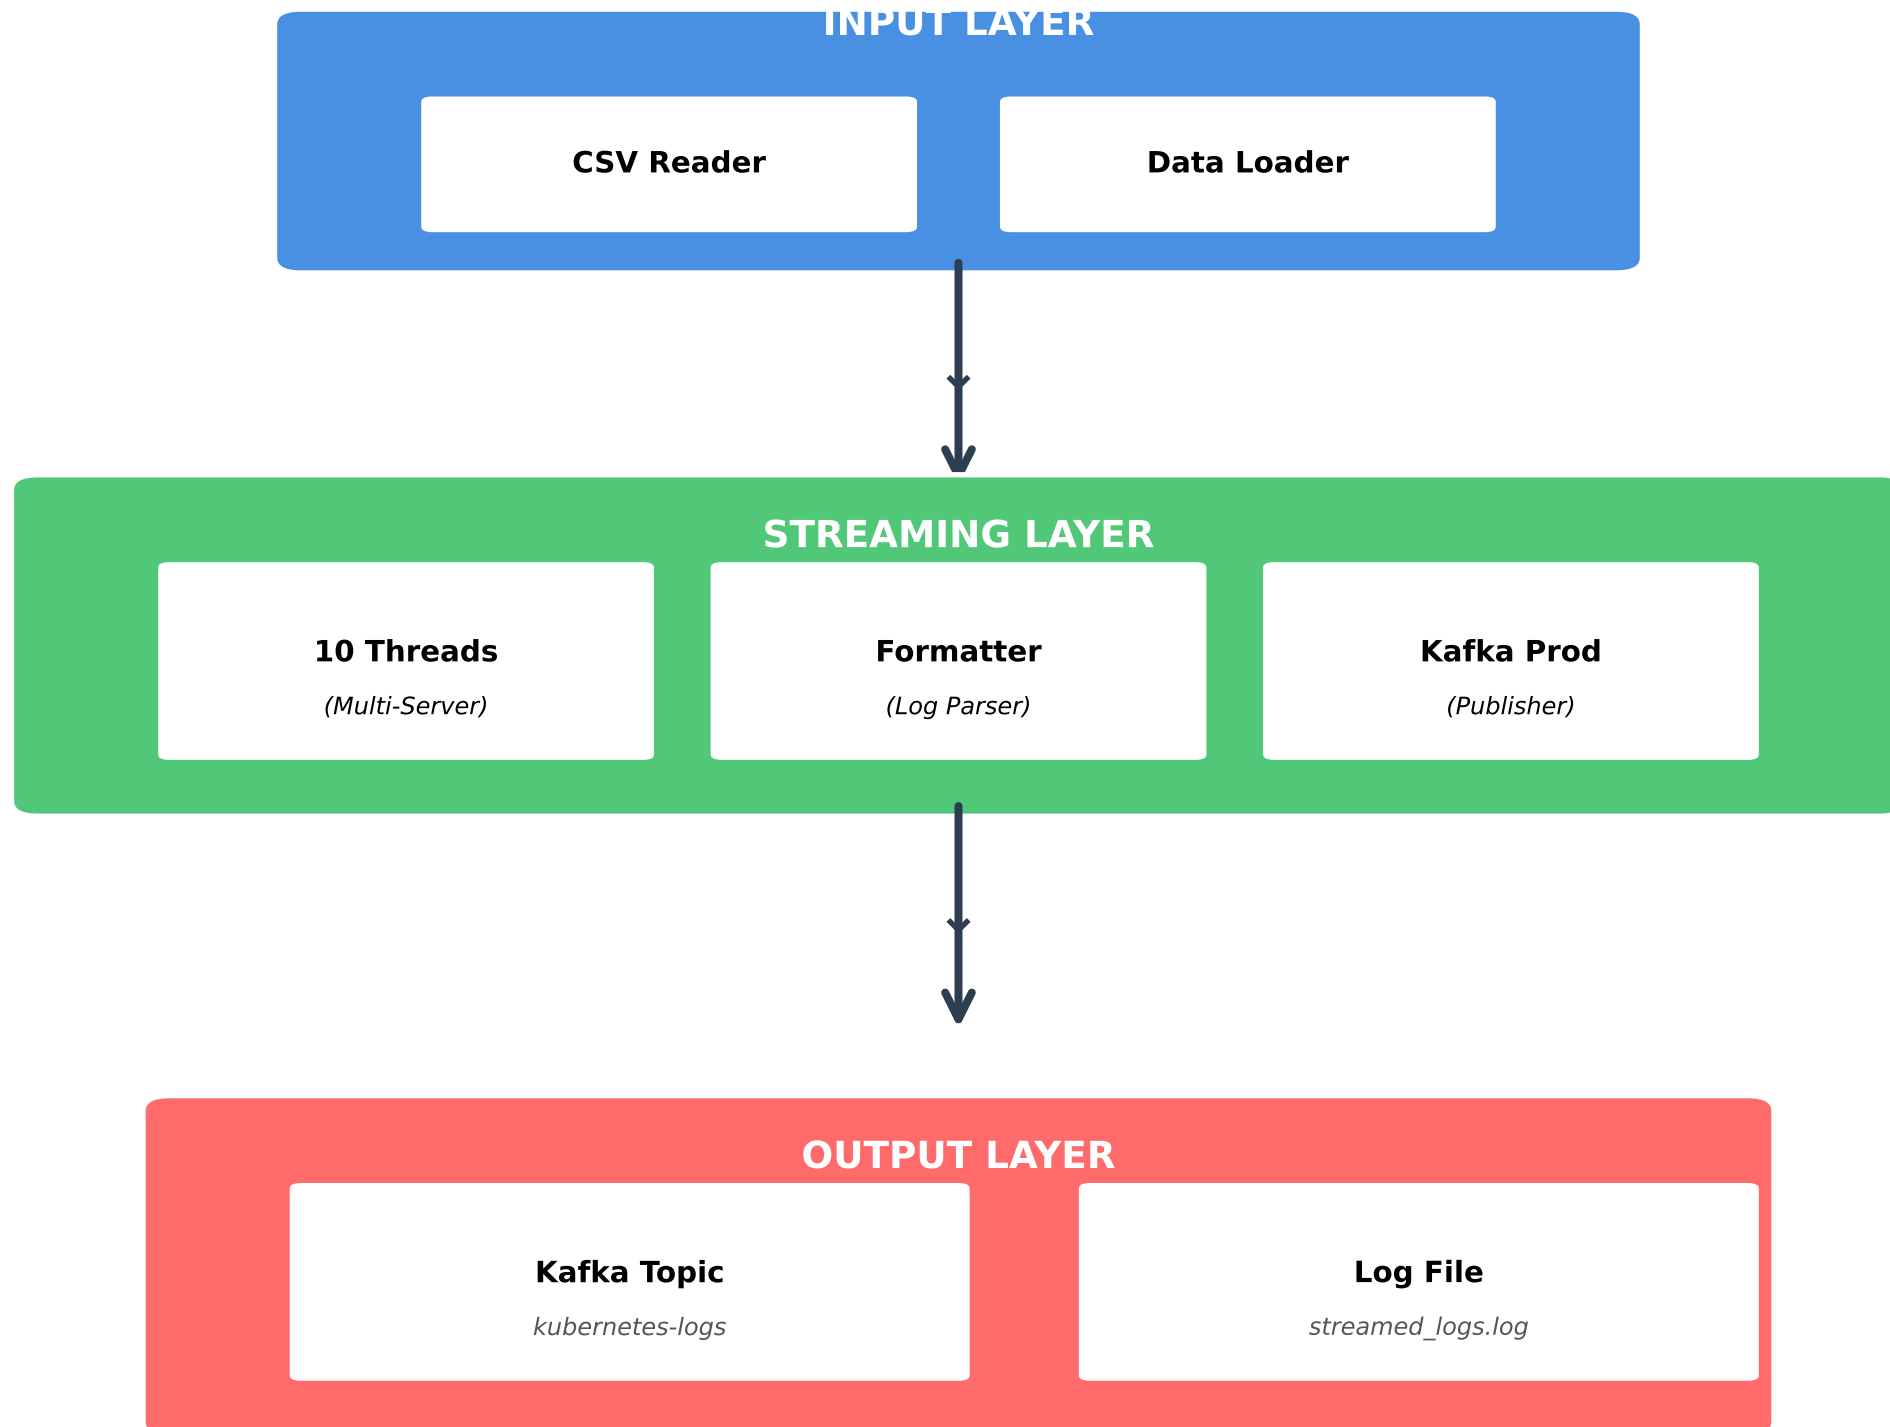 INPUT LAYER
CSV Reader
Data Loader
STREAMING LAYER
10 Threads
(Multi-Server)
Formatter
(Log Parser)
Kafka Prod
(Publisher)
OUTPUT LAYER
Kafka Topic
kubernetes-logs
Log File
streamed_logs.log